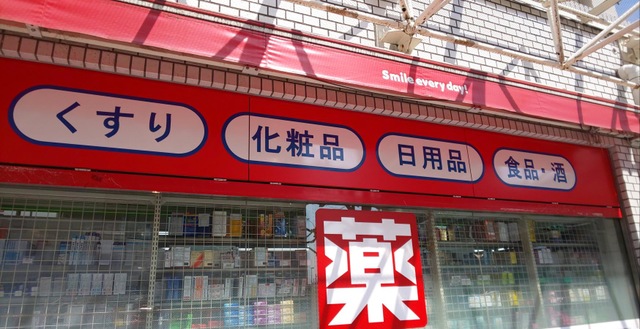 Smile every day!
くすり
化粧品
日用品
食品・酒
薬